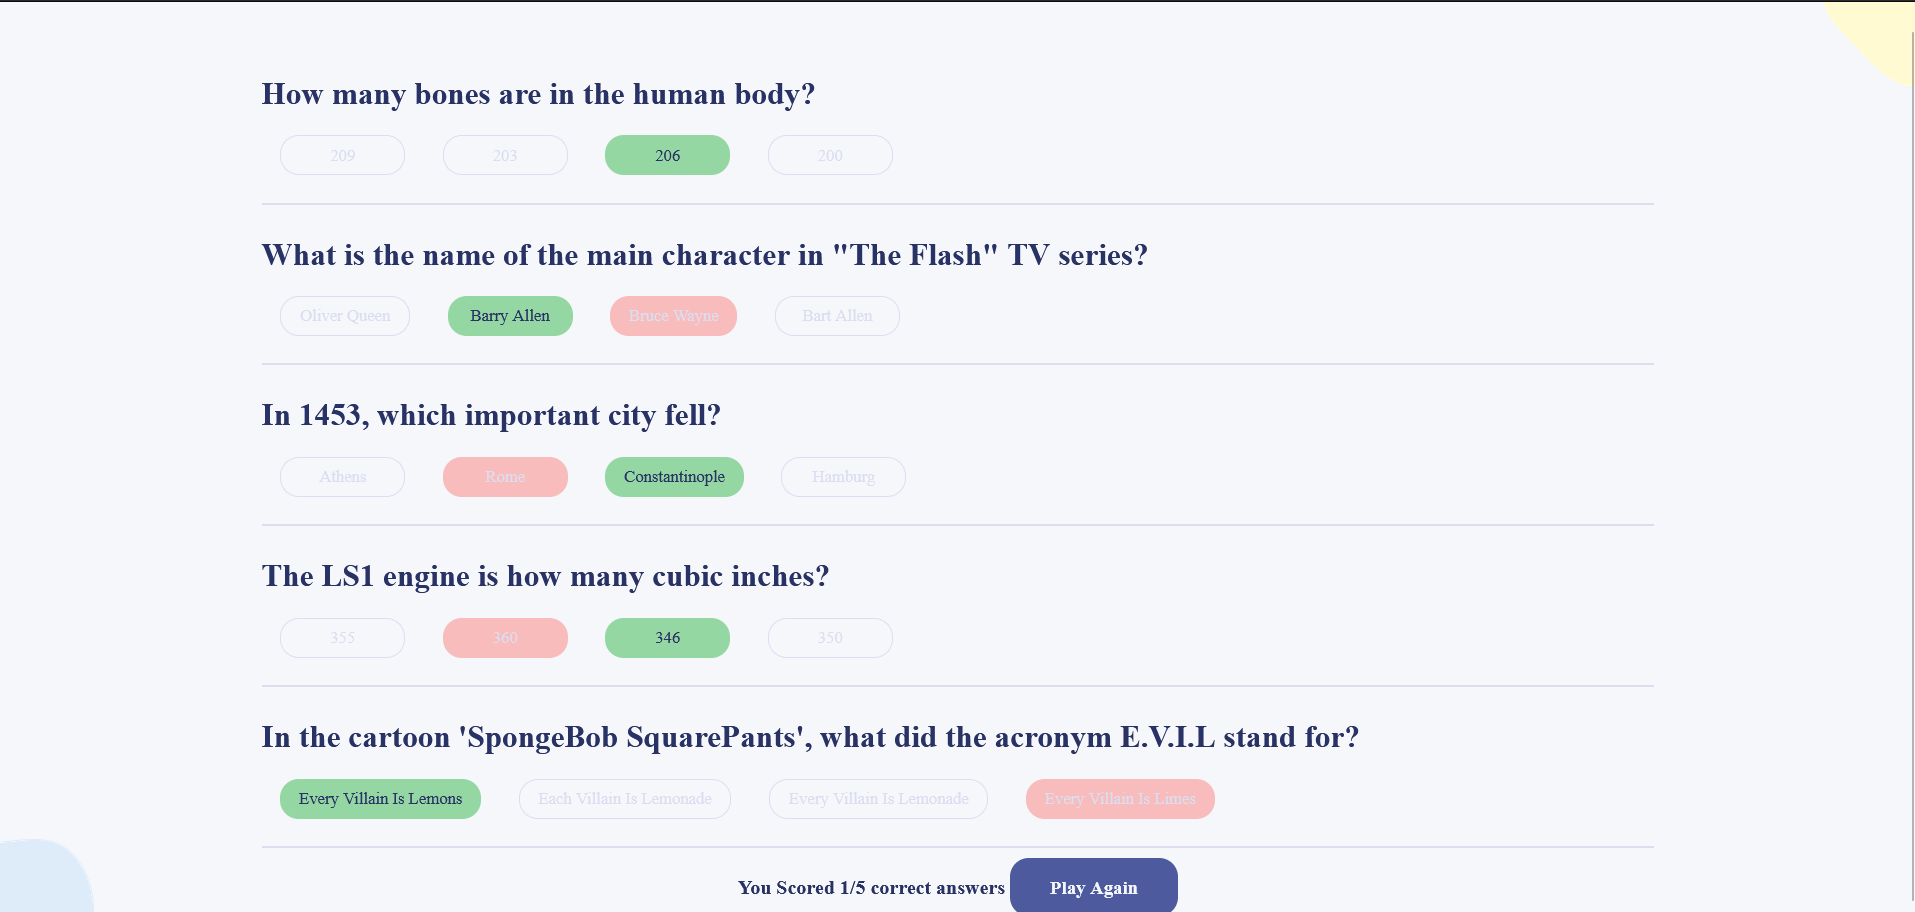 How many bones are in the human body?
209 203 206 200
What is the name of the main character in "The Flash" TV series?
Oliver Queen Barry Allen Bruce Wayne Bart Allen
In 1453, which important city fell?
Athens Rome Constantinople Hamburg
The LS1 engine is how many cubic inches?
355 360 346 350
In the cartoon 'SpongeBob SquarePants', what did the acronym E.V.I.L stand for?
Every Villain Is Lemons Each Villain Is Lemonade Every Villain Is Lemonade Every Villain Is Limes
You Scored 1/5 correct answers Play Again